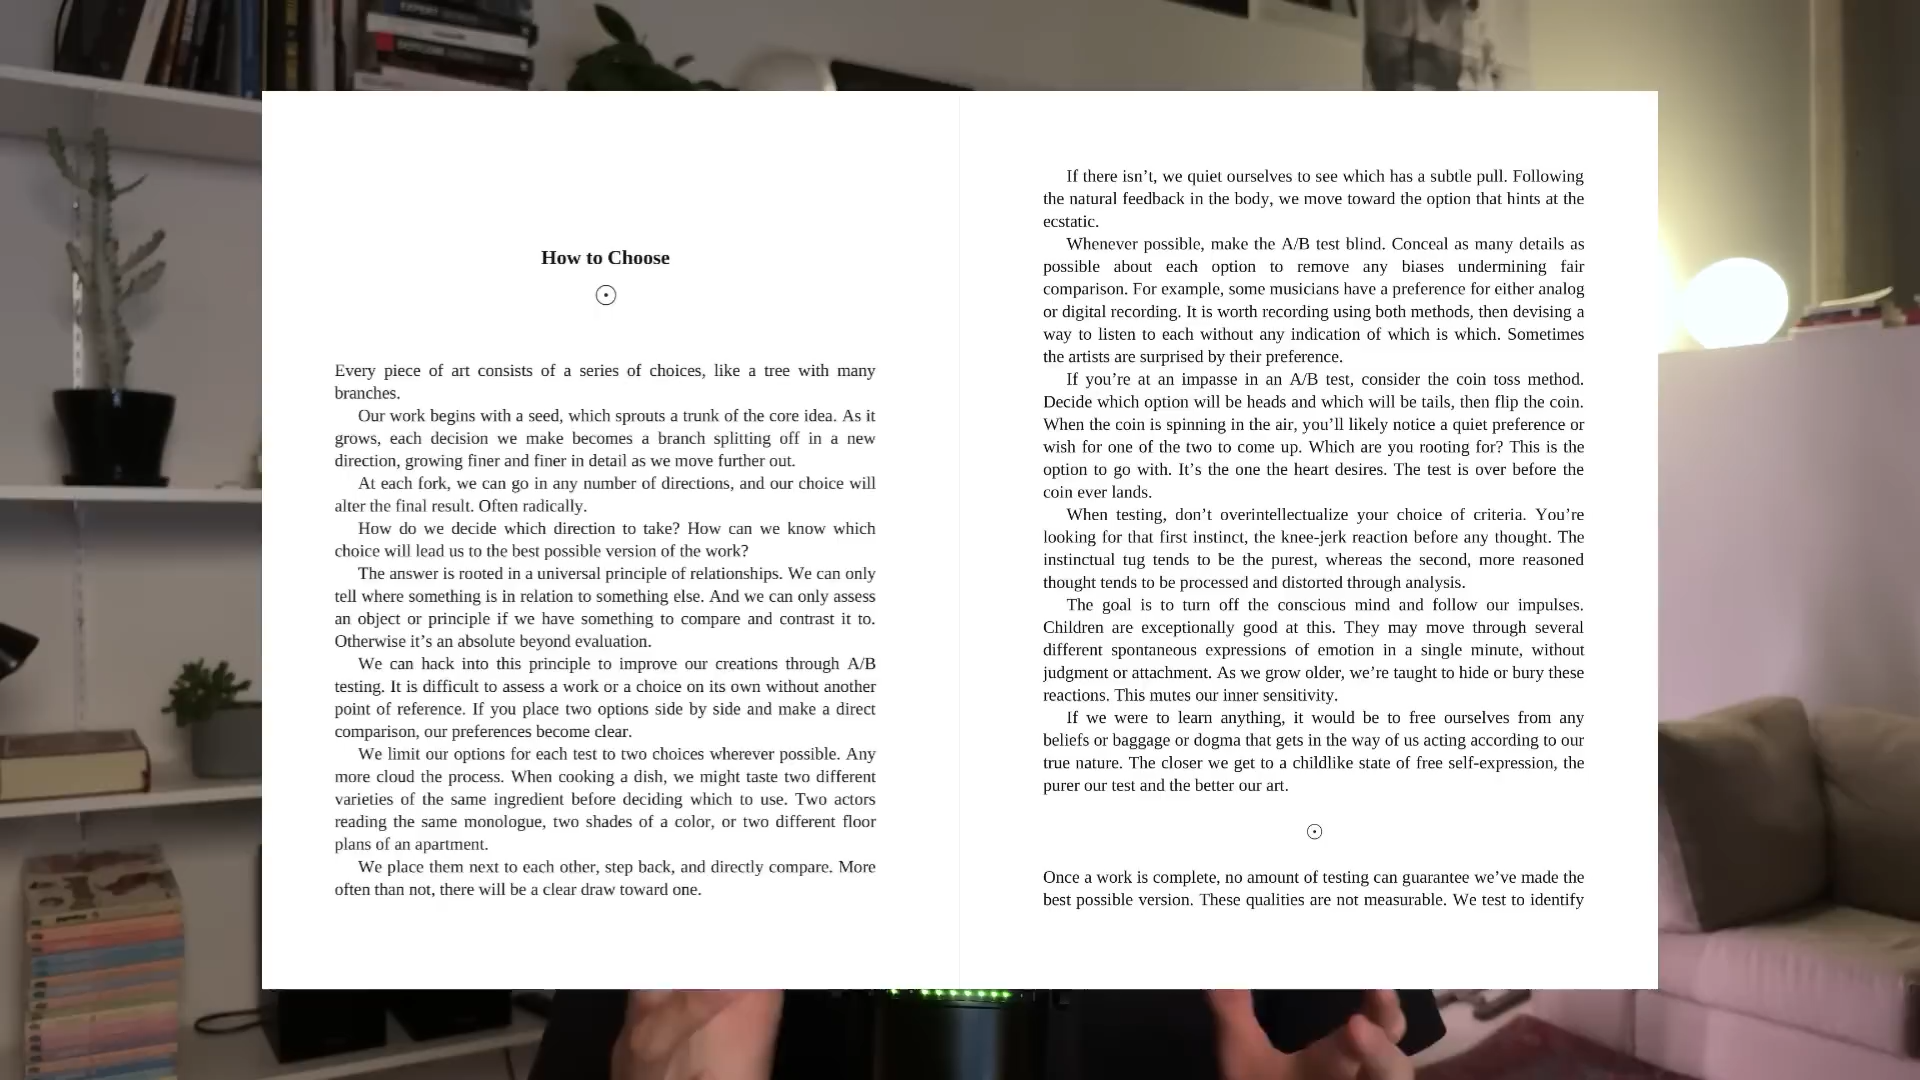 How to Choose
Every piece of art consists of a series of choices, like a tree with many
branches.
Our work begins with a seed, which sprouts a trunk of the core idea. As it
grows, each decision we make becomes a branch splitting off in a new
direction, growing finer and finer in detail as we move further out.
At each fork, we can go in any number of directions, and our choice will
alter the final result. Often radically.
How do we decide which direction to take? How can we know which
choice will lead us to the best possible version of the work?
The answer is rooted in a universal principle of relationships. We can only
tell where something is in relation to something else. And we can only assess
an object or principle if we have something to compare and contrast it to.
Otherwise it’s an absolute beyond evaluation.
We can hack into this principle to improve our creations through A/B
testing. It is difficult to assess a work or a choice on its own without another
point of reference. If you place two options side by side and make a direct
comparison, our preferences become clear.
We limit our options for each test to two choices wherever possible. Any
more cloud the process. When cooking a dish, we might taste two different
varieties of the same ingredient before deciding which to use. Two actors
reading the same monologue, two shades of a color, or two different floor
plans of an apartment.
We place them next to each other, step back, and directly compare. More
often than not, there will be a clear draw toward one.
If there isn’t, we quiet ourselves to see which has a subtle pull. Following
the natural feedback in the body, we move toward the option that hints at the
ecstatic.
Whenever possible, make the A/B test blind. Conceal as many details as
possible about each option to remove any biases undermining fair
comparison. For example, some musicians have a preference for either analog
or digital recording. It is worth recording using both methods, then devising a
way to listen to each without any indication of which is which. Sometimes
the artists are surprised by their preference.
If you’re at an impasse in an A/B test, consider the coin toss method.
Decide which option will be heads and which will be tails, then flip the coin.
When the coin is spinning in the air, you’ll likely notice a quiet preference or
wish for one of the two to come up. Which are you rooting for? This is the
option to go with. It’s the one the heart desires. The test is over before the
coin ever lands.
When testing, don’t overintellectualize your choice of criteria. You’re
looking for that first instinct, the knee-jerk reaction before any thought. The
instinctual tug tends to be the purest, whereas the second, more reasoned
thought tends to be processed and distorted through analysis.
The goal is to turn off the conscious mind and follow our impulses.
Children are exceptionally good at this. They may move through several
different spontaneous expressions of emotion in a single minute, without
judgment or attachment. As we grow older, we’re taught to hide or bury these
reactions. This mutes our inner sensitivity.
If we were to learn anything, it would be to free ourselves from any
beliefs or baggage or dogma that gets in the way of us acting according to our
true nature. The closer we get to a childlike state of free self-expression, the
purer our test and the better our art.
Once a work is complete, no amount of testing can guarantee we’ve made the
best possible version. These qualities are not measurable. We test to identify